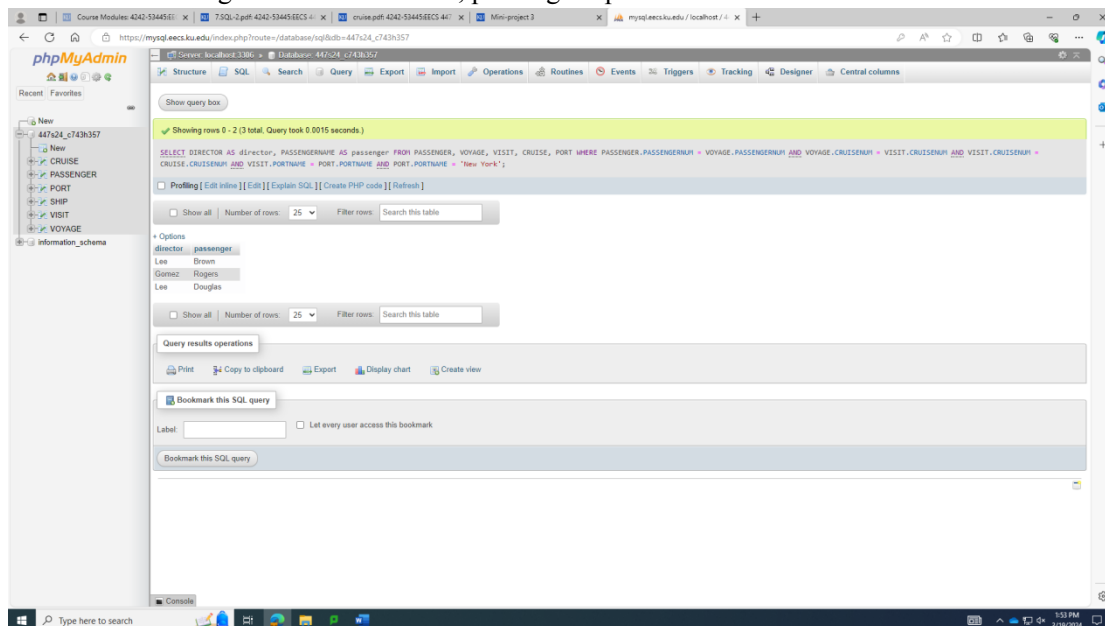 Course Modules: 4242-53445:EE
7.SQL-2.pdf: 4242-53445:EECS 4
cruise.pdf: 4242-53445:EECS 447
Mini-project 3
mysql.eecs.ku.edu / localhost / 4
https://mysql.eecs.ku.edu/index.php?route=/database/sql&db=447s24_c743h357
phpMyAdmin
Recent Favorites
New
447s24_c743h357
New
CRUISE
PASSENGER
PORT
SHIP
VISIT
VOYAGE
information_schema
Server: localhost:3306 » Database: 447s24_c743h357
Structure SQL Search Query Export Import Operations Routines Events Triggers Tracking Designer Central columns
Show query box
Showing rows 0 - 2 (3 total, Query took 0.0015 seconds.)
SELECT DIRECTOR AS director, PASSENGERNAME AS passenger FROM PASSENGER, VOYAGE, VISIT, CRUISE, PORT WHERE PASSENGER.PASSENGERNUM = VOYAGE.PASSENGERNUM AND VOYAGE.CRUISENUM = VISIT.CRUISENUM AND VISIT.CRUISENUM =
CRUISE.CRUISENUM AND VISIT.PORTNAME = PORT.PORTNAME AND PORT.PORTNAME = 'New York';
Profiling [ Edit inline ] [ Edit ] [ Explain SQL ] [ Create PHP code ] [ Refresh ]
Show all | Number of rows: 25 Filter rows: Search this table
+ Options
director passenger
Lee Brown
Gomez Rogers
Lee Douglas
Show all | Number of rows: 25 Filter rows: Search this table
Query results operations
Print Copy to clipboard Export Display chart Create view
Bookmark this SQL query
Label: Let every user access this bookmark
Bookmark this SQL query
Console
Type here to search
1:53 PM
3/19/2024